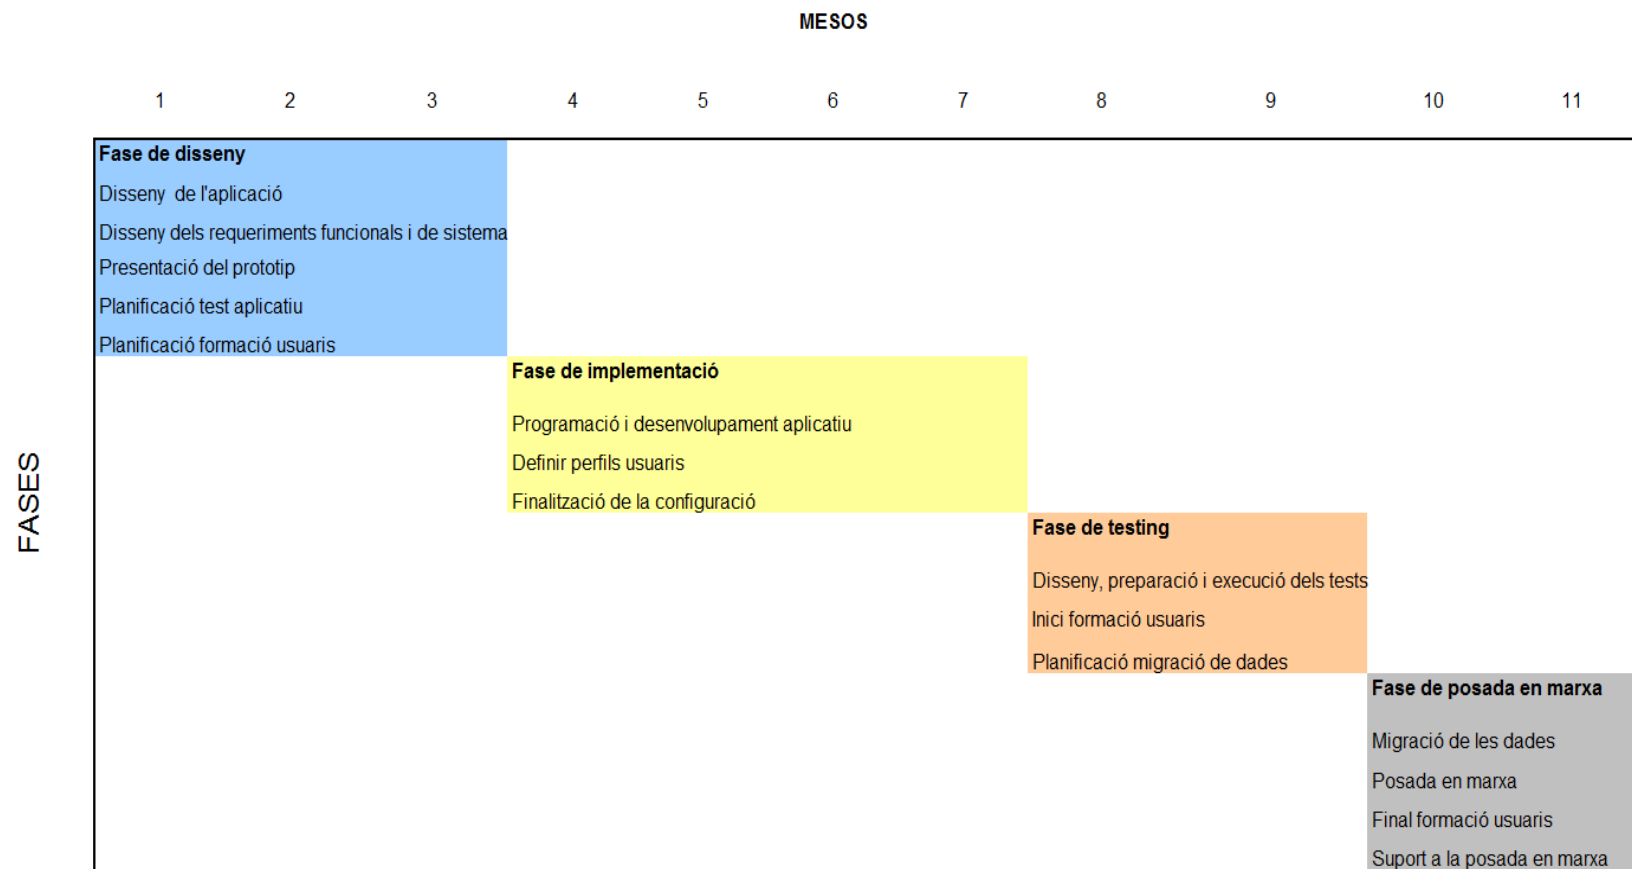 MESOS
1 2 3 4 5 6 7 8 9 10 11
FASES
Fase de disseny
Disseny  de l'aplicació
Disseny dels requeriments funcionals i de sistema
Presentació del prototip
Planificació test aplicatiu
Planificació formació usuaris
Fase de implementació
Programació i desenvolupament aplicatiu
Definir perfils usuaris
Finalització de la configuració
Fase de testing
Disseny, preparació i execució dels tests
Inici formació usuaris
Planificació migració de dades
Fase de posada en marxa
Migració de les dades
Posada en marxa
Final formació usuaris
Suport a la posada en marxa